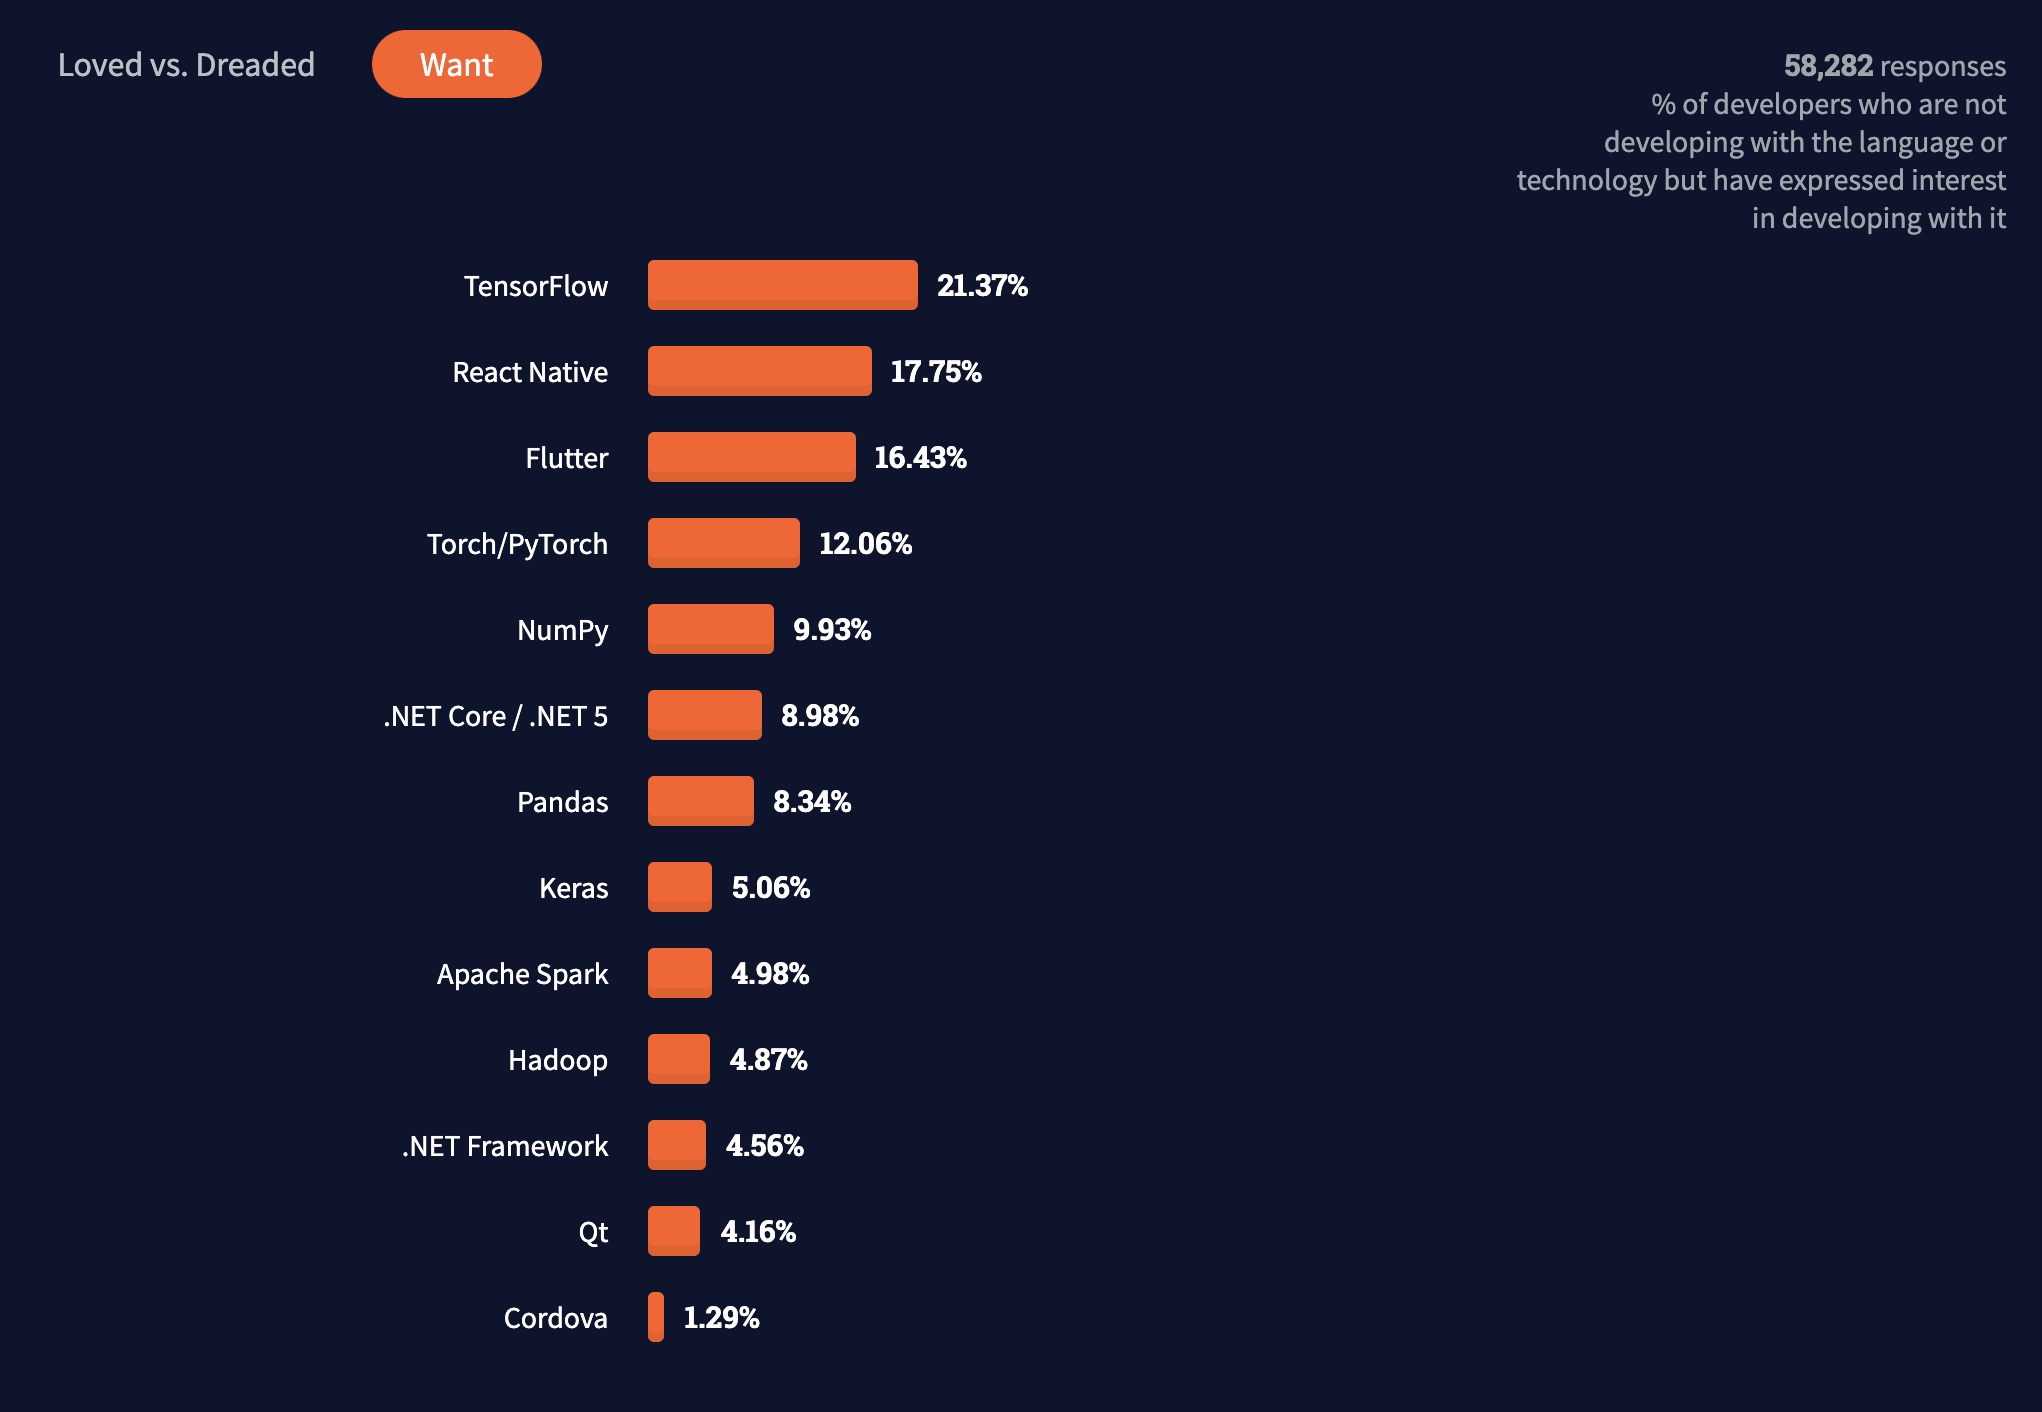 Loved vs. Dreaded
Want
58,282 responses
% of developers who are not
developing with the language or
technology but have expressed interest
in developing with it
TensorFlow 21.37%
React Native 17.75%
Flutter 16.43%
Torch/PyTorch 12.06%
NumPy 9.93%
.NET Core / .NET 5 8.98%
Pandas 8.34%
Keras 5.06%
Apache Spark 4.98%
Hadoop 4.87%
.NET Framework 4.56%
Qt 4.16%
Cordova 1.29%